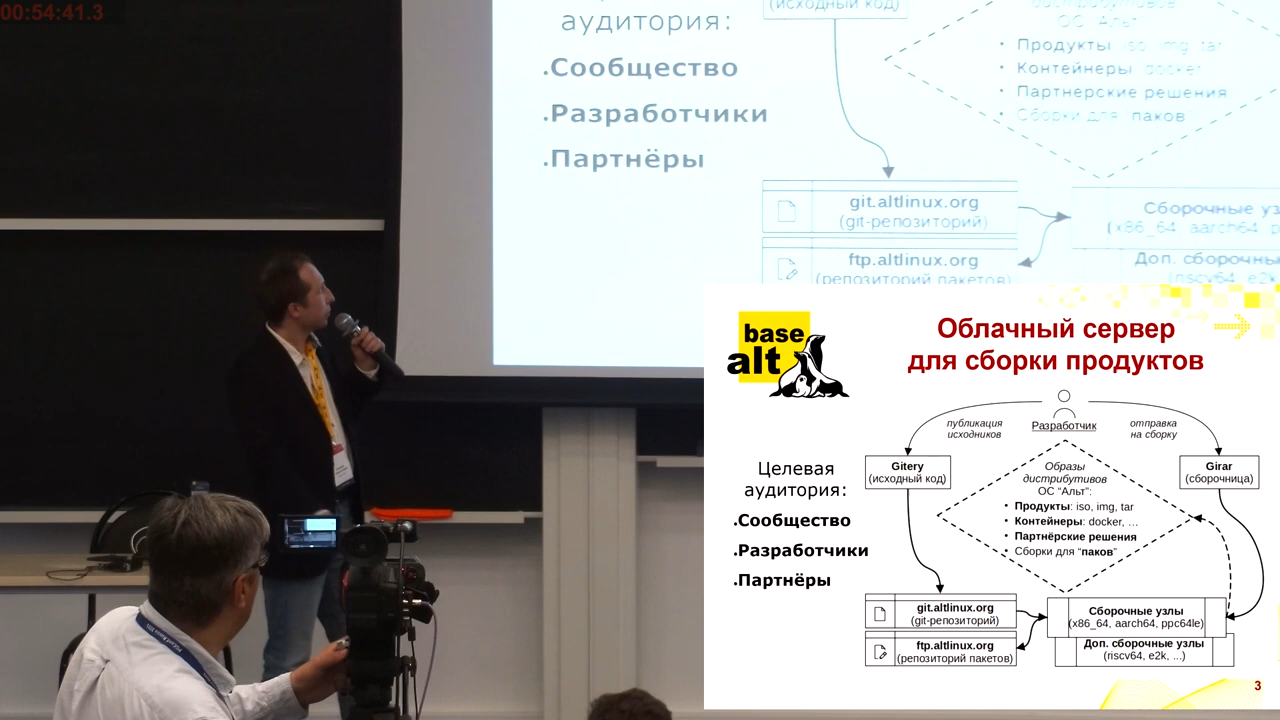 00:54:41.3
(исходный код)
аудитория:
.Сообщество
.Разработчики
.Партнёры
дистрибутивов
ОС "Альт"
• Продукты iso, img, tar
• Контейнеры docker
• Партнерские решения
• Сборки для "паков"
git.altlinux.org
(git-репозиторий)
ftp.altlinux.org
(репозиторий пакетов)
Сборочные уз
(x86_64 aarch64 p
Доп. сборочны
(riscv64, e2k
base
alt
Облачный сервер
для сборки продуктов
публикация
исходников
Разработчик
отправка
на сборку
Gitery
(исходный код)
Girar
(сборочница)
Целевая
аудитория:
.Сообщество
.Разработчики
.Партнёры
Образы
дистрибутивов
ОС "Альт":
• Продукты: iso, img, tar
• Контейнеры: docker, ...
• Партнёрские решения
• Сборки для "паков"
git.altlinux.org
(git-репозиторий)
ftp.altlinux.org
(репозиторий пакетов)
Сборочные узлы
(x86_64, aarch64, ppc64le)
Доп. сборочные узлы
(riscv64, e2k, ...)
3